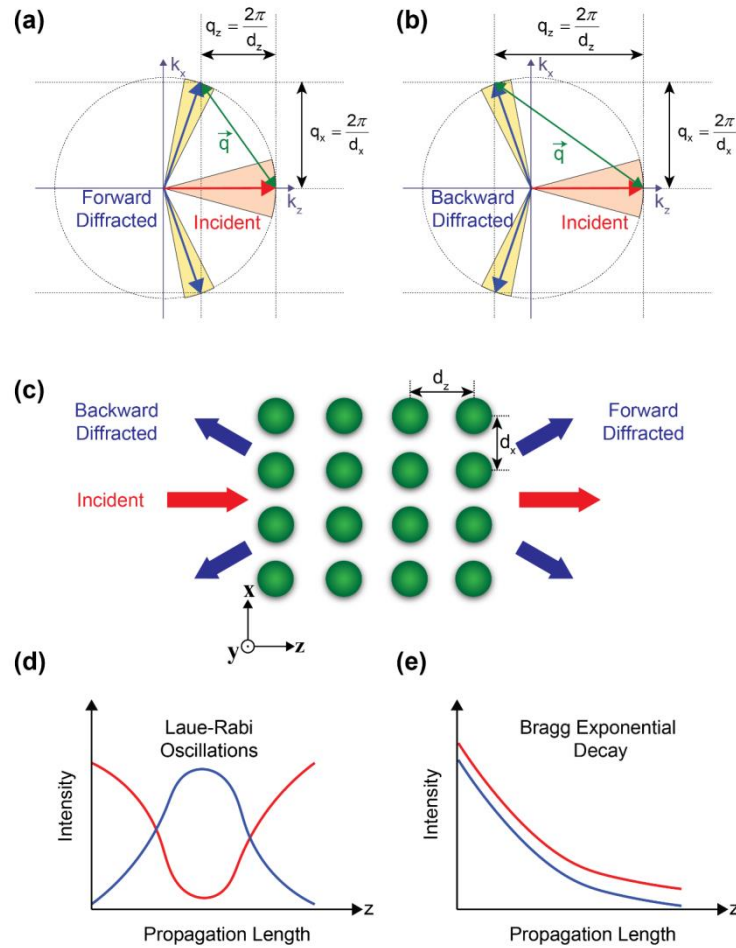 (a)
q_z = 2π/d_z
k_x
q_x = 2π/d_x
q⃗
Forward
Diffracted
Incident
k_z
(b)
q_z = 2π/d_z
k_x
q_x = 2π/d_x
q⃗
Backward
Diffracted
Incident
k_z
(c)
d_z
d_x
Backward
Diffracted
Forward
Diffracted
Incident
x
y
z
(d)
Laue-Rabi
Oscillations
Intensity
z
Propagation Length
(e)
Bragg Exponential
Decay
Intensity
z
Propagation Length